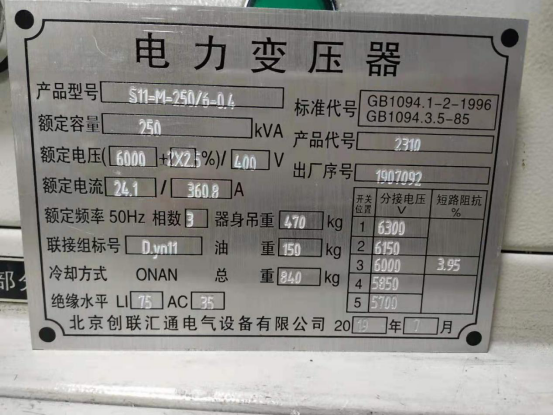 电力变压器
产品型号 S11-M-250/6-0.4
标准代号 GB1094.1-2-1996
GB1094.3.5-85
额定容量 250 kVA
产品代号 2310
额定电压(6000 ±2X2.5%)/ 400 V
出厂序号 1907092
额定电流 24.1 / 360.8 A
额定频率 50Hz 相数 3 器身吊重 470 kg
联接组标号 D.yn11 油重 150 kg
冷却方式 ONAN 总重 840 kg
绝缘水平 LI 75 AC 35
开关位置 分接电压 V 短路阻抗 %
1 6300
2 6150
3 6000 3.95
4 5850
5 5700
北京创联汇通电气设备有限公司 2019 年 7 月
部分